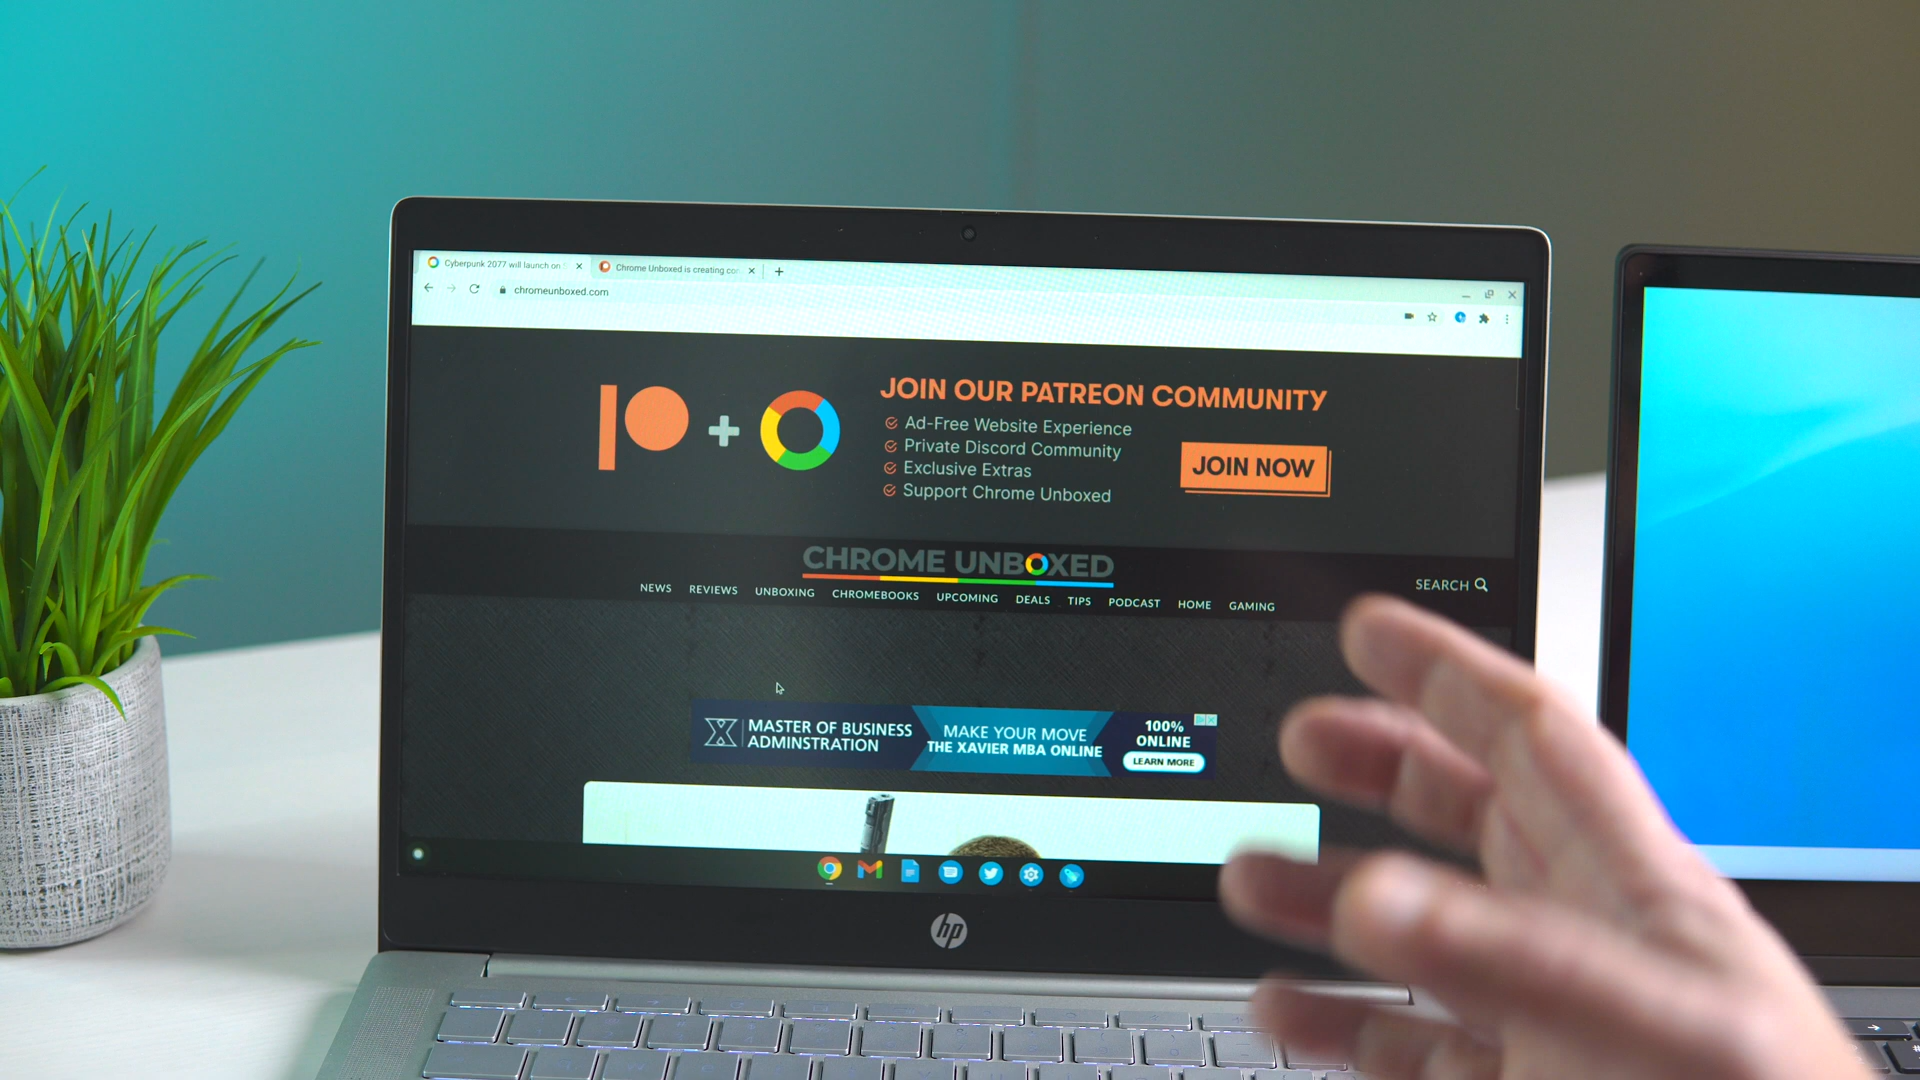 Cyberpunk 2077 will launch on
Chrome Unboxed is creating con
chromeunboxed.com
JOIN OUR PATREON COMMUNITY
Ad-Free Website Experience
Private Discord Community
Exclusive Extras
Support Chrome Unboxed
JOIN NOW
CHROME UNBOXED
SEARCH
NEWS REVIEWS UNBOXING CHROMEBOOKS UPCOMING DEALS TIPS PODCAST HOME GAMING
MASTER OF BUSINESS
ADMINSTRATION
MAKE YOUR MOVE
THE XAVIER MBA ONLINE
100%
ONLINE
LEARN MORE
hp